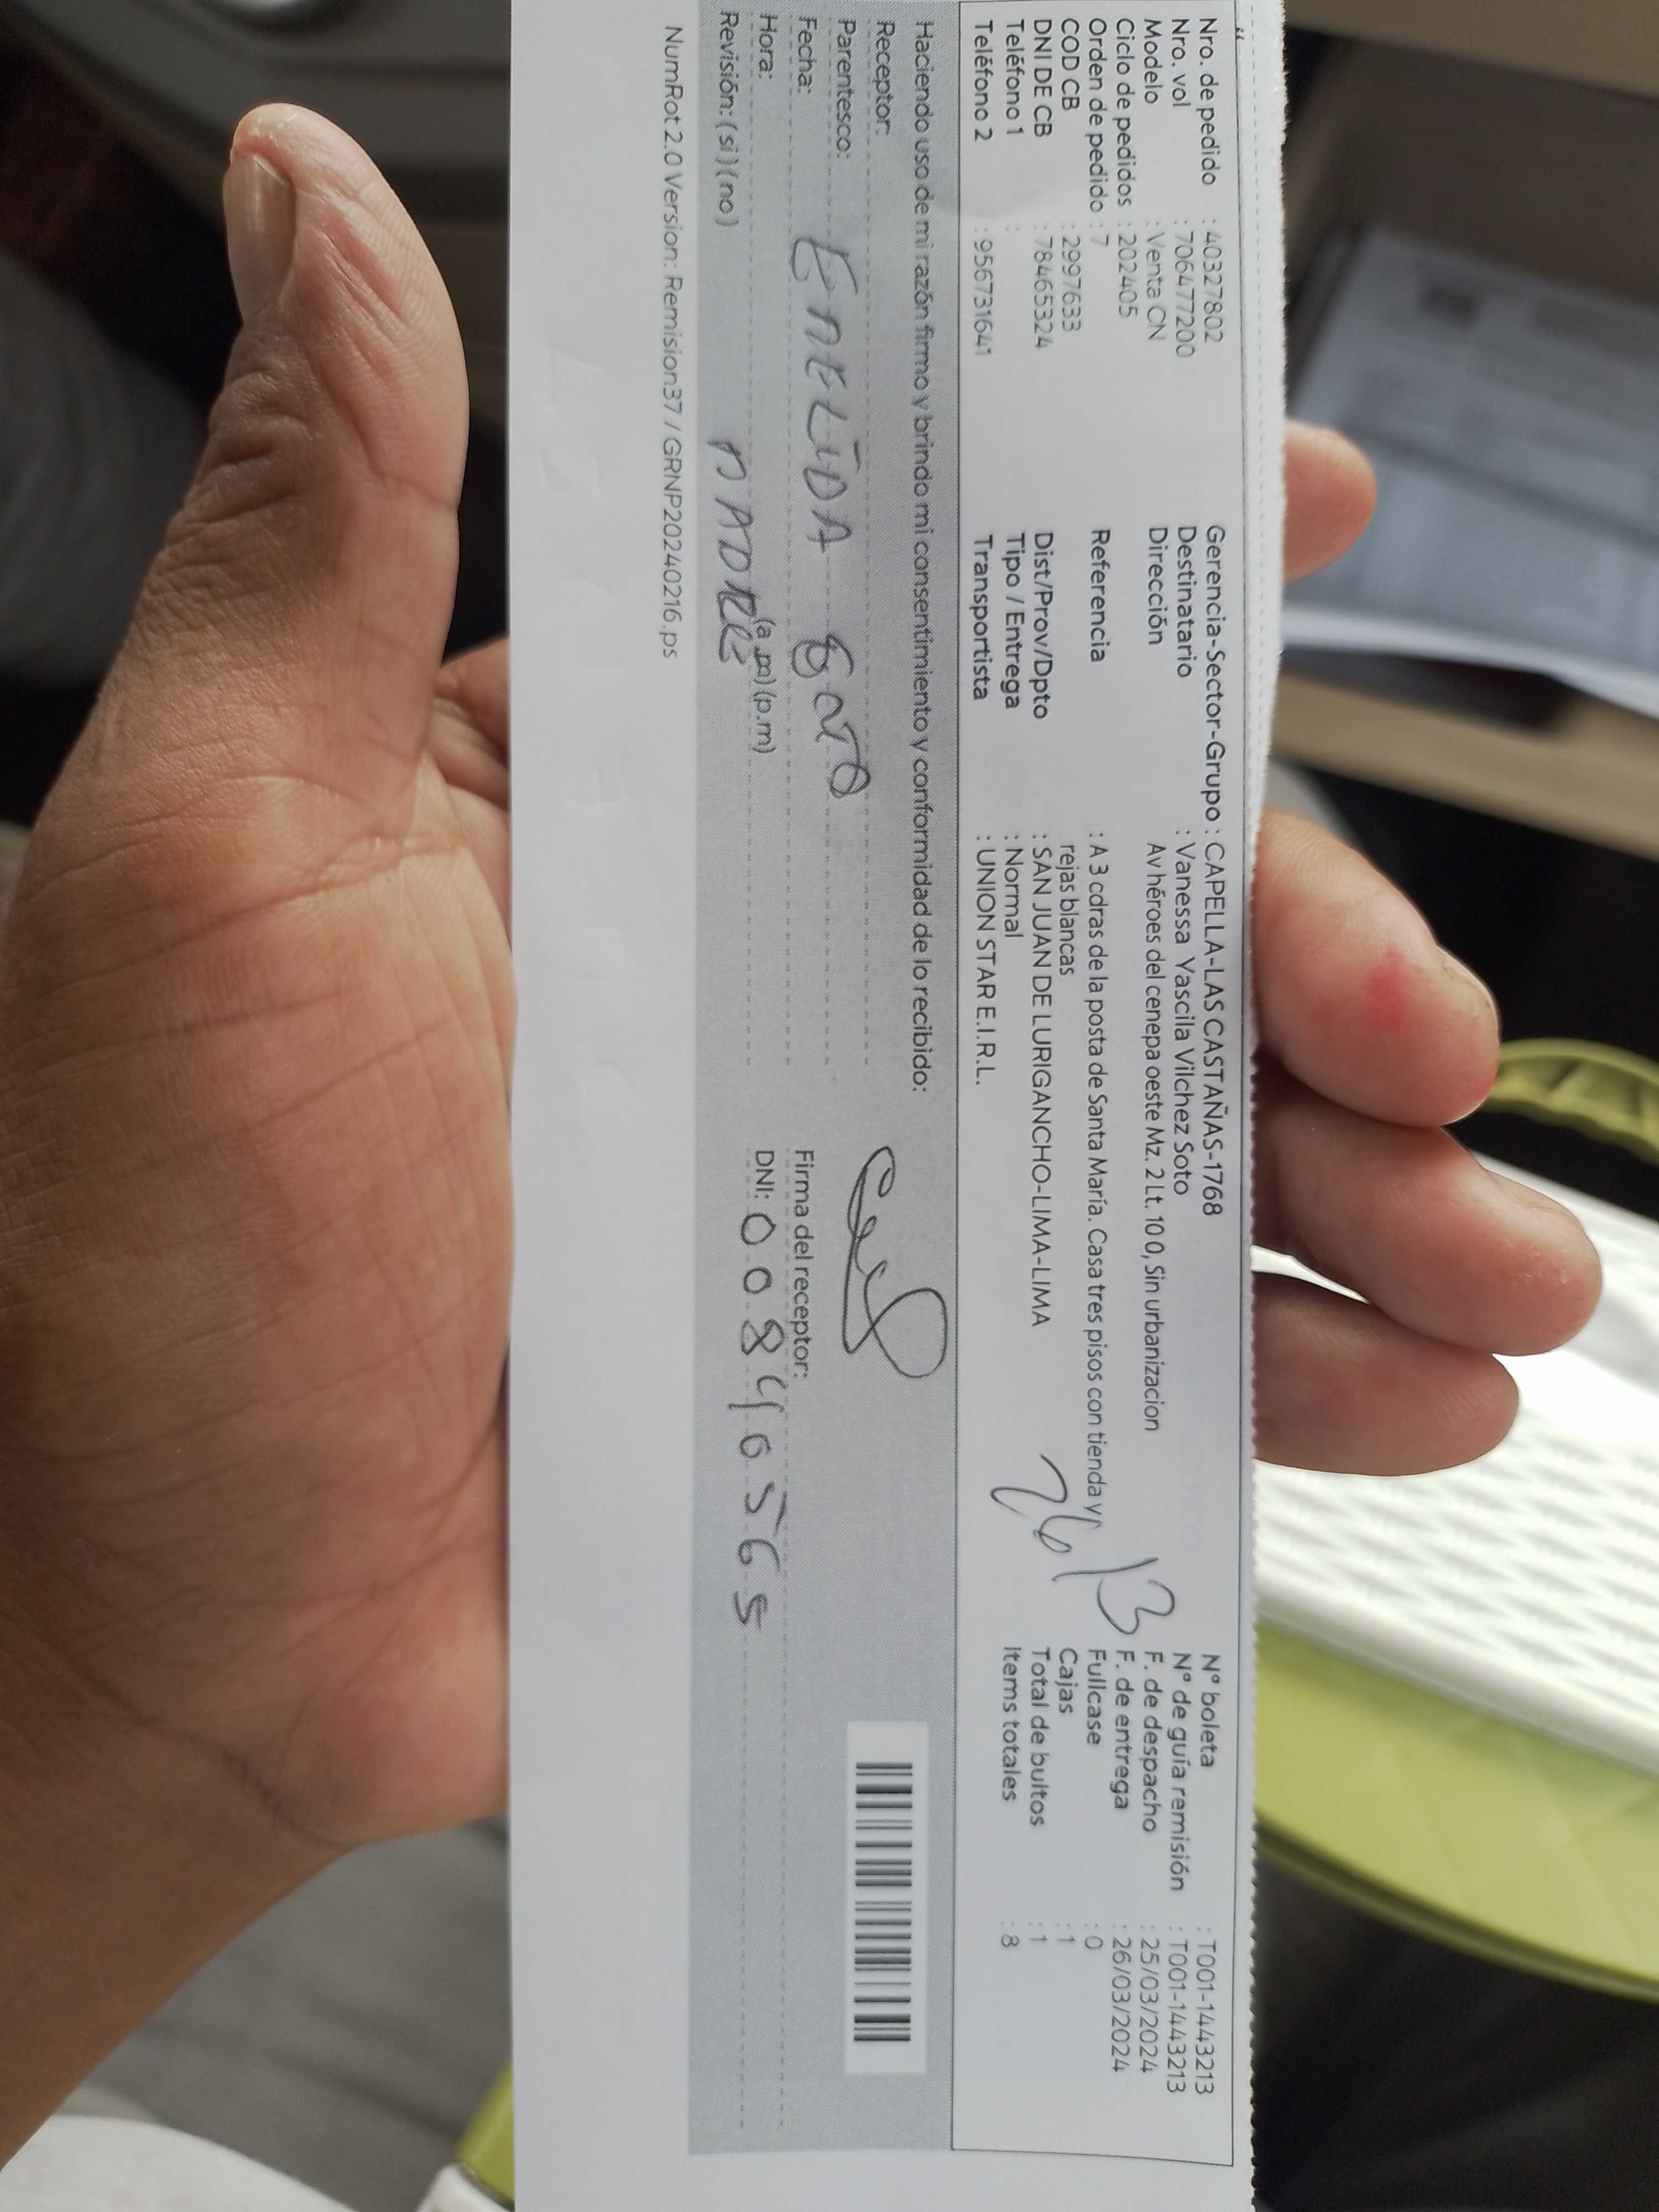 Nro. de pedido : 40327802
Nro. vol : 706477200
Modelo : Venta CN
Ciclo de pedidos : 202405
Orden de pedido : 7
COD CB : 2997633
DNI DE CB : 78465324
Teléfono 1 :
Teléfono 2 : 956731641
Gerencia-Sector-Grupo : CAPELLA-LAS CASTAÑAS-1768
Destinatario : Vanessa Yascila Vilchez Soto
Dirección Av héroes del cenepa oeste Mz. 2 Lt. 10 0, Sin urbanizacion
Referencia : A 3 cdras de la posta de Santa María. Casa tres pisos con tienda y
rejas blancas
Dist/Prov/Dpto : SAN JUAN DE LURIGANCHO-LIMA-LIMA
Tipo / Entrega : Normal
Transportista : UNION STAR E.I.R.L.
26/3
N° boleta : T001-1443213
N° de guía remisión : T001-1443213
F. de despacho : 25/03/2024
F. de entrega : 26/03/2024
Fullcase : 0
Cajas : 1
Total de bultos : 1
Items totales : 8
Haciendo uso de mi razón firmo y brindo mi consentimiento y conformidad de lo recibido:
Receptor:
Parentesco:
Fecha: ENELIDA
Hora: (a.m) (p.m)
Revisión: (si) (no) MADRE
Firma del receptor:
DNI: 00840565
NumRot 2.0 Version: Remision37 / GRNP20240216.ps